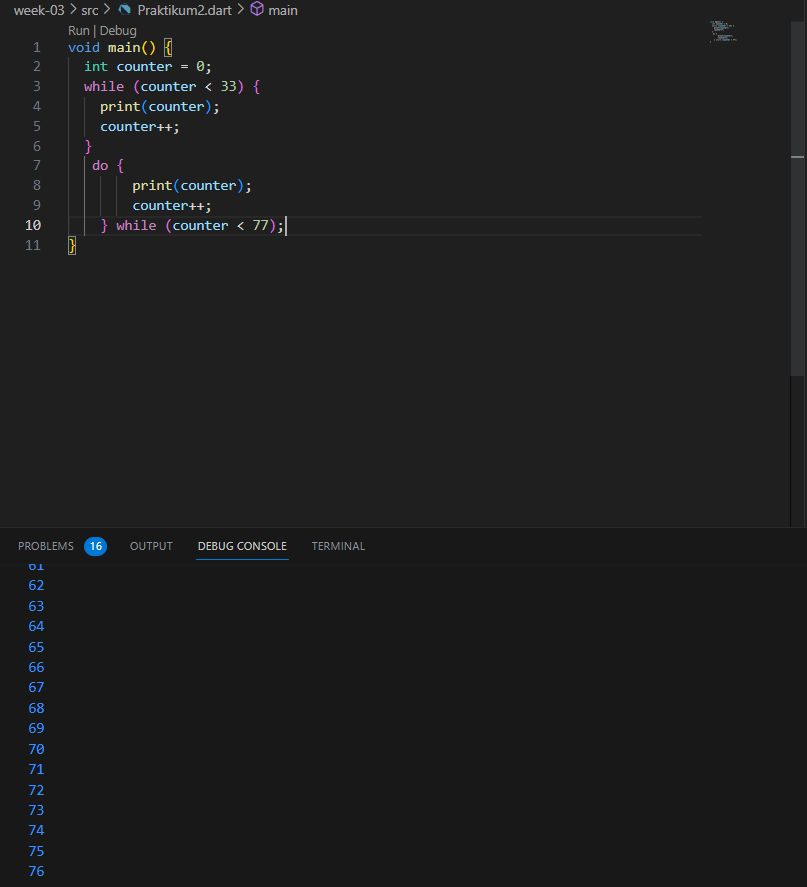 week-03 > src > Praktikum2.dart > main
Run | Debug
1 void main() {
2 int counter = 0;
3 while (counter < 33) {
4 print(counter);
5 counter++;
6 }
7 do {
8 print(counter);
9 counter++;
10 } while (counter < 77);
11 }
PROBLEMS 16 OUTPUT DEBUG CONSOLE TERMINAL
61
62
63
64
65
66
67
68
69
70
71
72
73
74
75
76